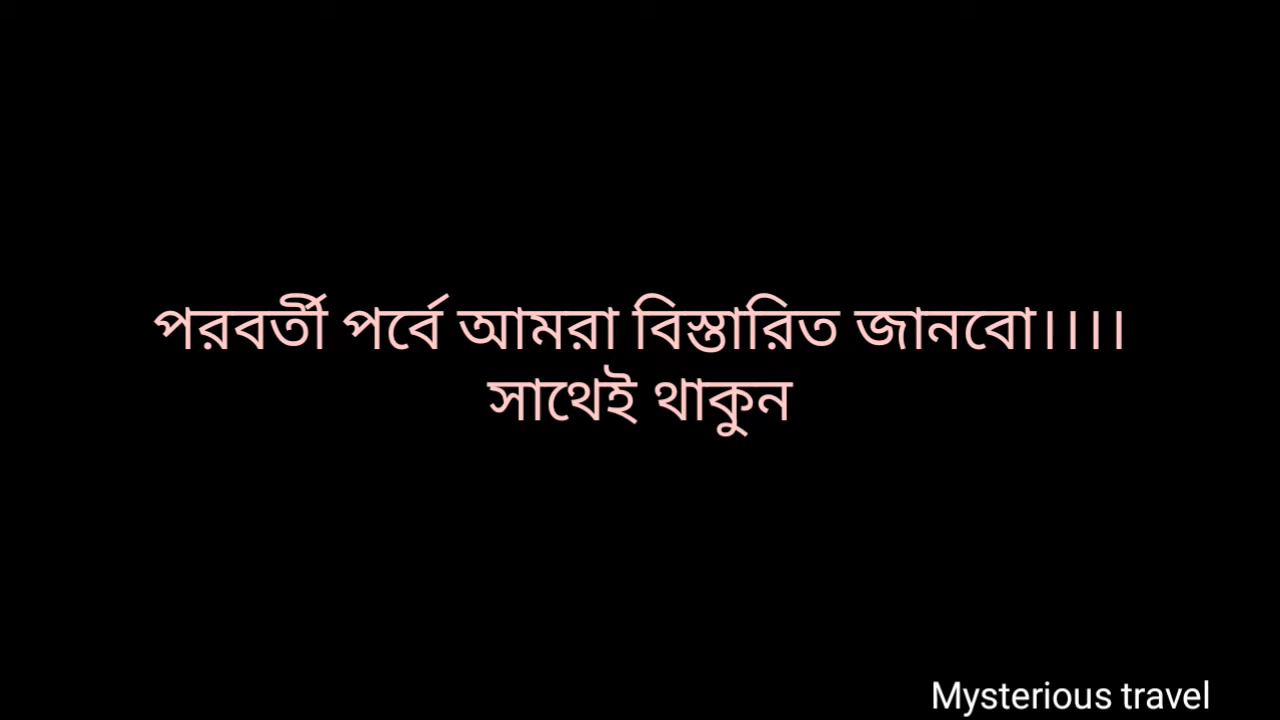 পরবর্তী পর্বে আমরা বিস্তারিত জানবো।।।।
সাথেই থাকুন
Mysterious travel